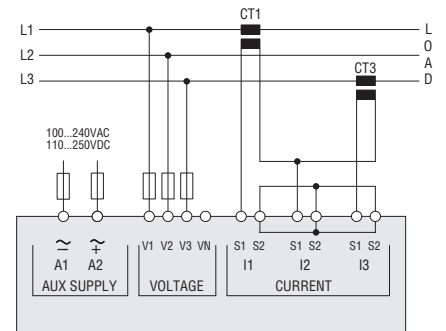 CT1
L1 L
L2 O
A
L3 D
CT3
100...240VAC
110...250VDC
V1 V2 V3 VN S1 S2 S1 S2 S1 S2
A1 A2 I1 I2 I3
AUX SUPPLY VOLTAGE CURRENT